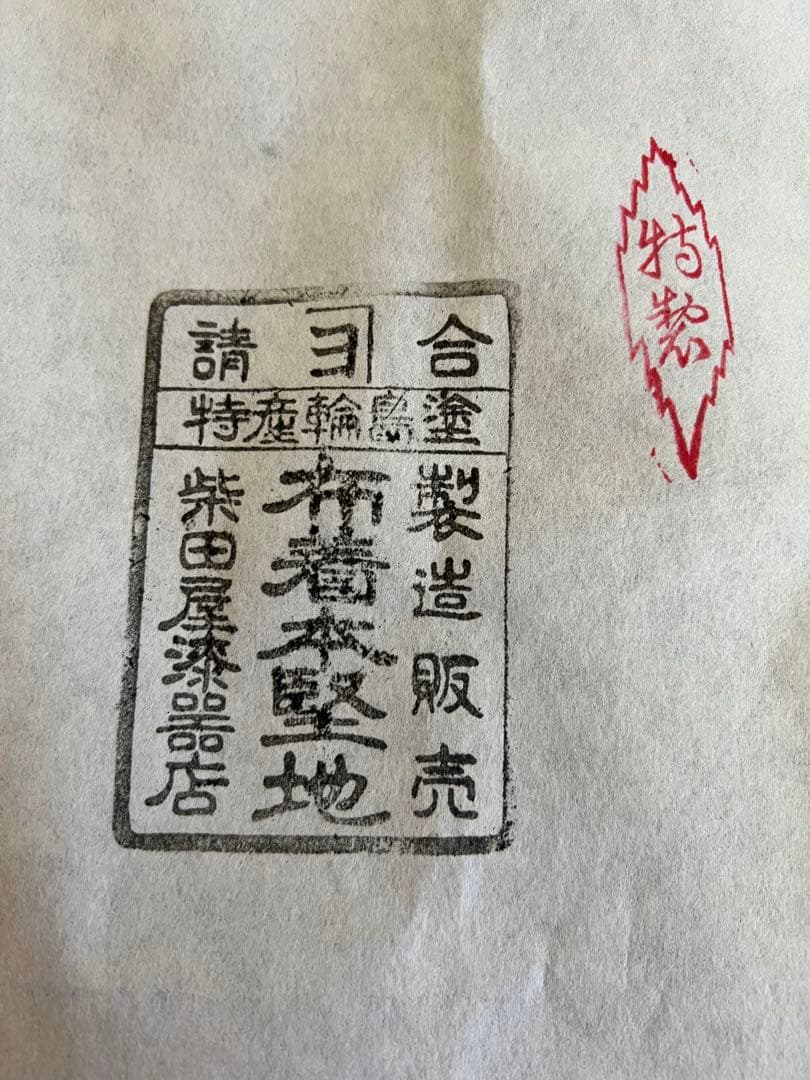 特製
請 ヨ 合
特産輪島塗
製造販売
布着本堅地
柴田屋漆器店